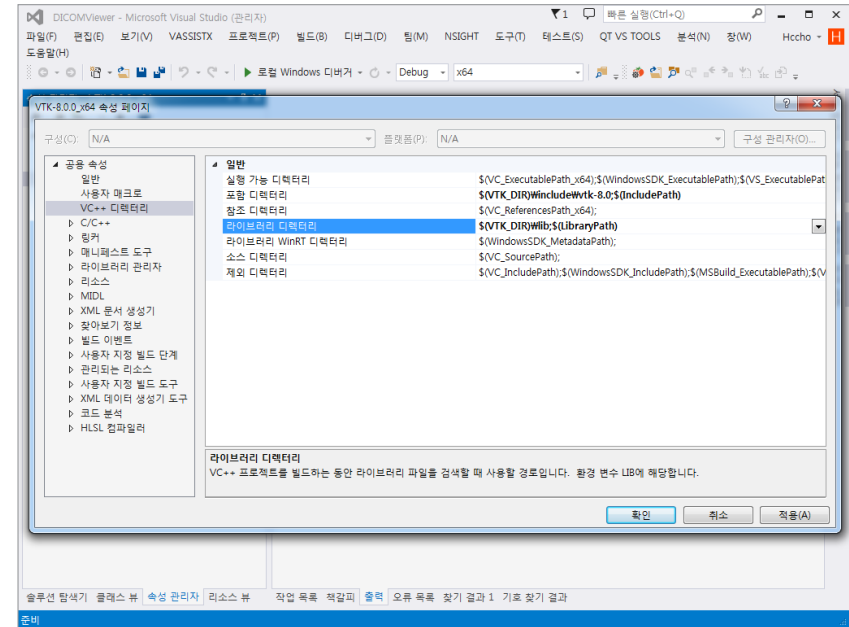 DICOMViewer - Microsoft Visual Studio (관리자)
1
빠른 실행(Ctrl+Q)
파일(F) 편집(E) 보기(V) VASSISTX 프로젝트(P) 빌드(B) 디버그(D) 팀(M) NSIGHT 도구(T) 테스트(S) QT VS TOOLS 분석(N) 창(W) Hccho H
도움말(H)
로컬 Windows 디버거 Debug x64
VTK-8.0.0_x64 속성 페이지
구성(C): N/A 플랫폼(P): N/A 구성 관리자(O)...
공용 속성
일반
사용자 매크로
VC++ 디렉터리
C/C++
링커
매니페스트 도구
라이브러리 관리자
리소스
MIDL
XML 문서 생성기
찾아보기 정보
빌드 이벤트
사용자 지정 빌드 단계
관리되는 리소스
사용자 지정 빌드 도구
XML 데이터 생성기 도구
코드 분석
HLSL 컴파일러
일반
실행 가능 디렉터리 $(VC_ExecutablePath_x64);$(WindowsSDK_ExecutablePath);$(VS_ExecutablePat
포함 디렉터리 $(VTK_DIR)₩include₩vtk-8.0;$(IncludePath)
참조 디렉터리 $(VC_ReferencesPath_x64);
라이브러리 디렉터리 $(VTK_DIR)₩lib;$(LibraryPath)
라이브러리 WinRT 디렉터리 $(WindowsSDK_MetadataPath);
소스 디렉터리 $(VC_SourcePath);
제외 디렉터리 $(VC_IncludePath);$(WindowsSDK_IncludePath);$(MSBuild_ExecutablePath);$(V
라이브러리 디렉터리
VC++ 프로젝트를 빌드하는 동안 라이브러리 파일을 검색할 때 사용할 경로입니다. 환경 변수 LIB에 해당합니다.
확인 취소 적용(A)
솔루션 탐색기 클래스 뷰 속성 관리자 리소스 뷰 작업 목록 책갈피 출력 오류 목록 찾기 결과 1 기호 찾기 결과
준비